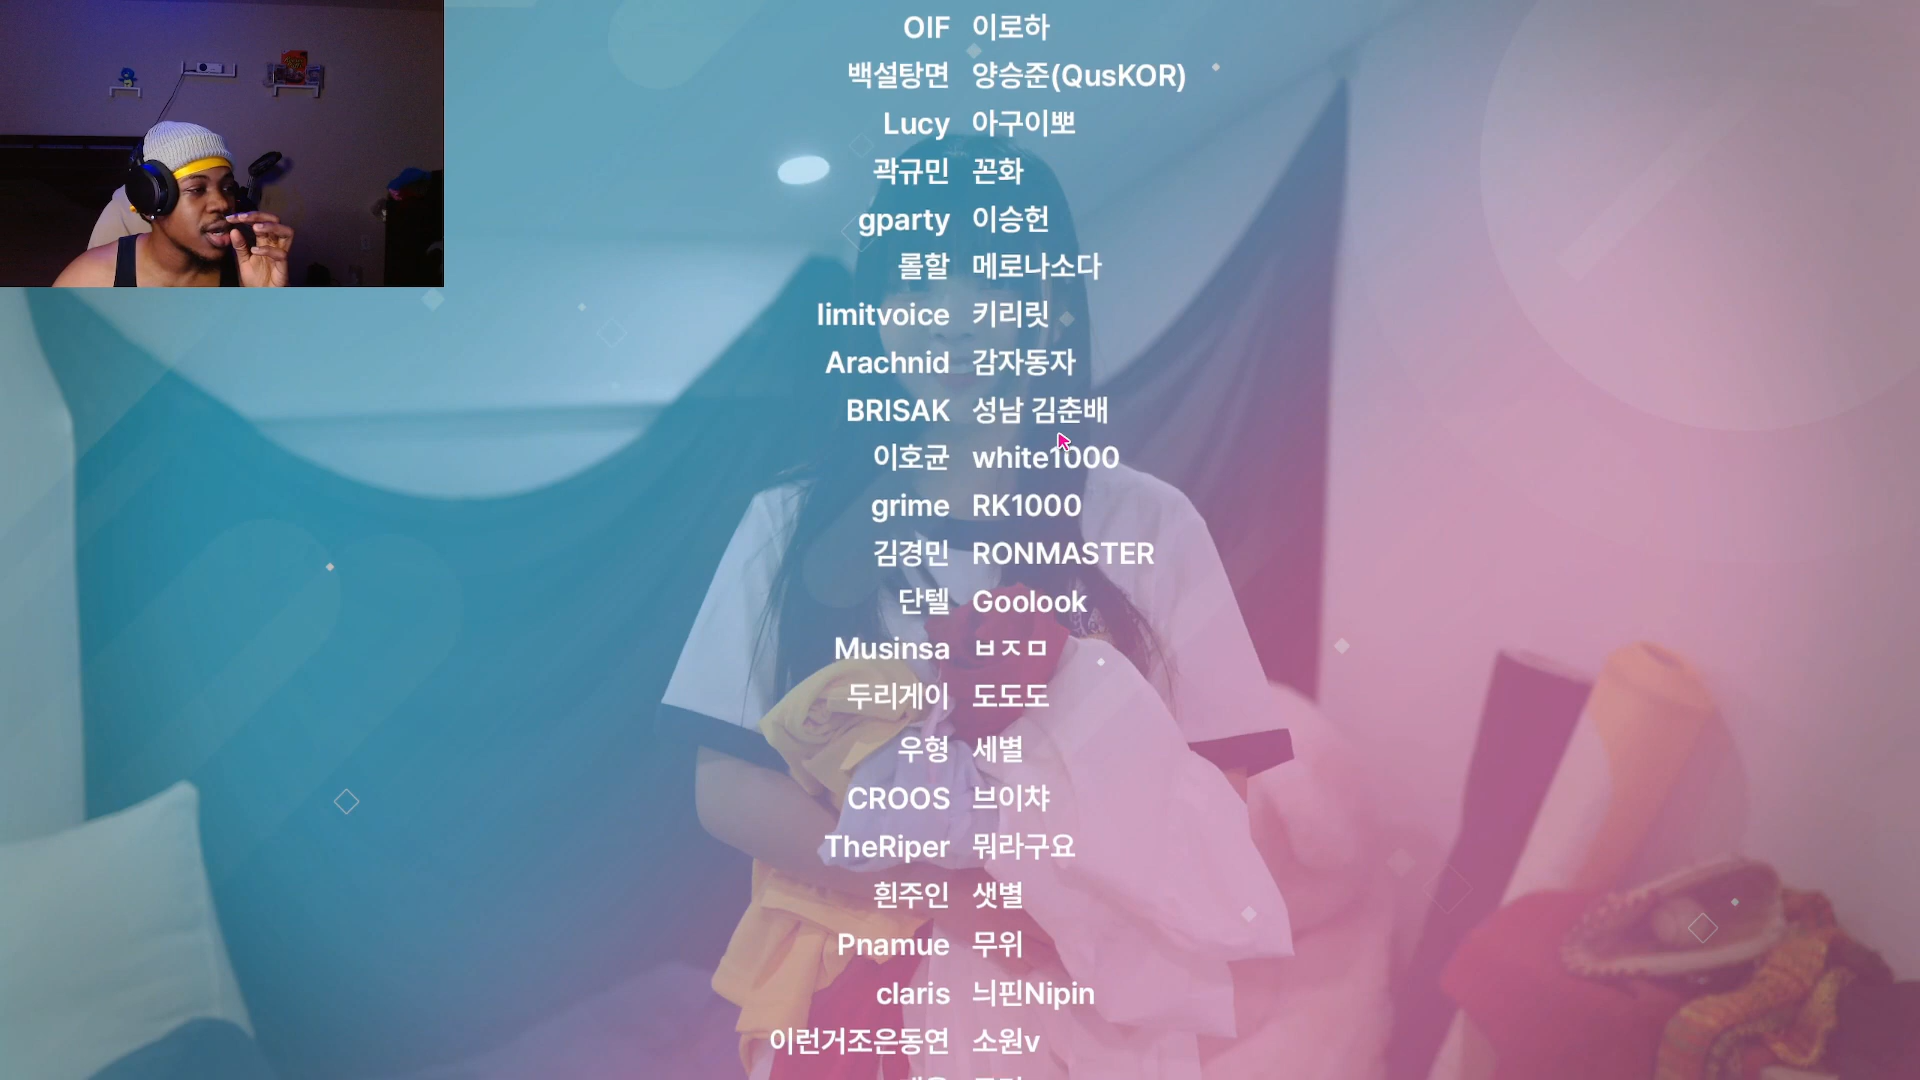 OIF 이로하
백설탕면 양승준(QusKOR)
Lucy 아구이뽀
곽규민 꼰화
gparty 이승헌
롤할 메로나소다
limitvoice 키리릿
Arachnid 감자동자
BRISAK 성남 김춘배
이호균 white1000
grime RK1000
김경민 RONMASTER
단텔 Goolook
Musinsa ㅂㅈㅁ
두리게이 도도도
우형 세별
CROOS 브이챠
TheRiper 뭐라구요
흰주인 샛별
Pnamue 무위
claris 늬핀Nipin
이런거조은동연 소원v